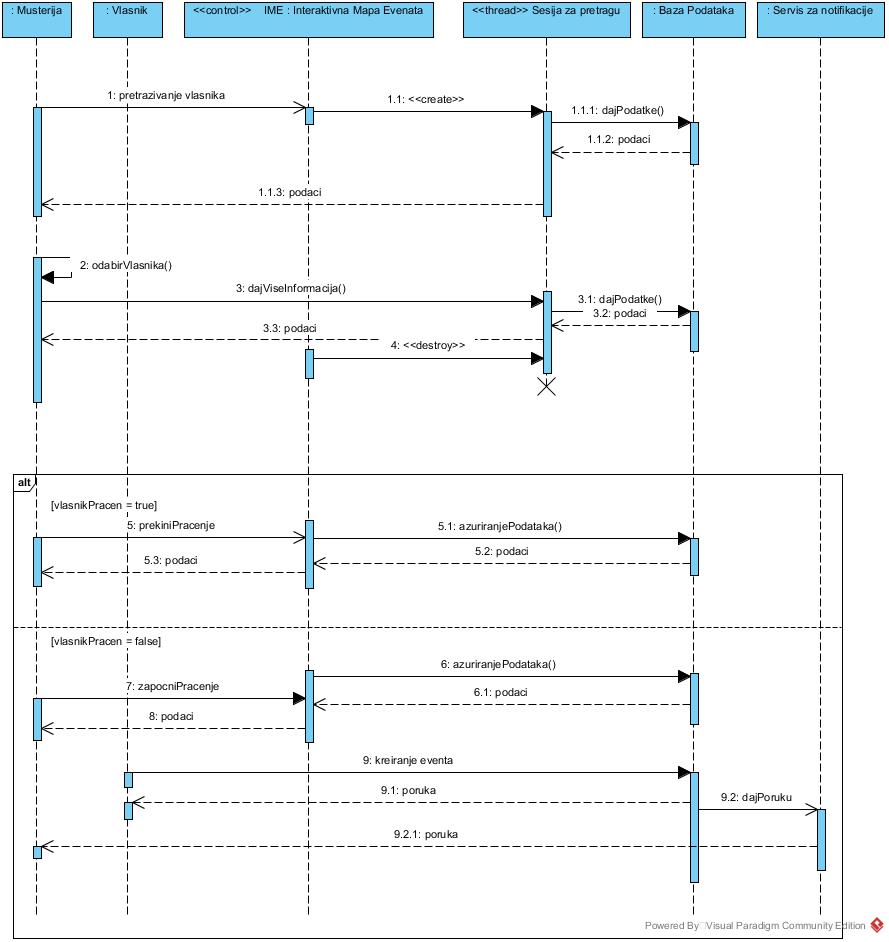 : Musterija
: Vlasnik
<<control>> IME : Interaktivna Mapa Evenata
<<thread>> Sesija za pretragu
: Baza Podataka
: Servis za notifikacije
1: pretrazivanje vlasnika
1.1: <<create>>
1.1.1: dajPodatke()
1.1.2: podaci
1.1.3: podaci
2: odabirVlasnika()
3: dajViseInformacija()
3.1: dajPodatke()
3.2: podaci
3.3: podaci
4: <<destroy>>
alt
[vlasnikPracen = true]
5: prekiniPracenje
5.1: azuriranjePodataka()
5.2: podaci
5.3: podaci
[vlasnikPracen = false]
6: azuriranjePodataka()
7: zapocniPracenje
6.1: podaci
8: podaci
9: kreiranje eventa
9.1: poruka
9.2: dajPoruku
9.2.1: poruka
Powered By Visual Paradigm Community Edition